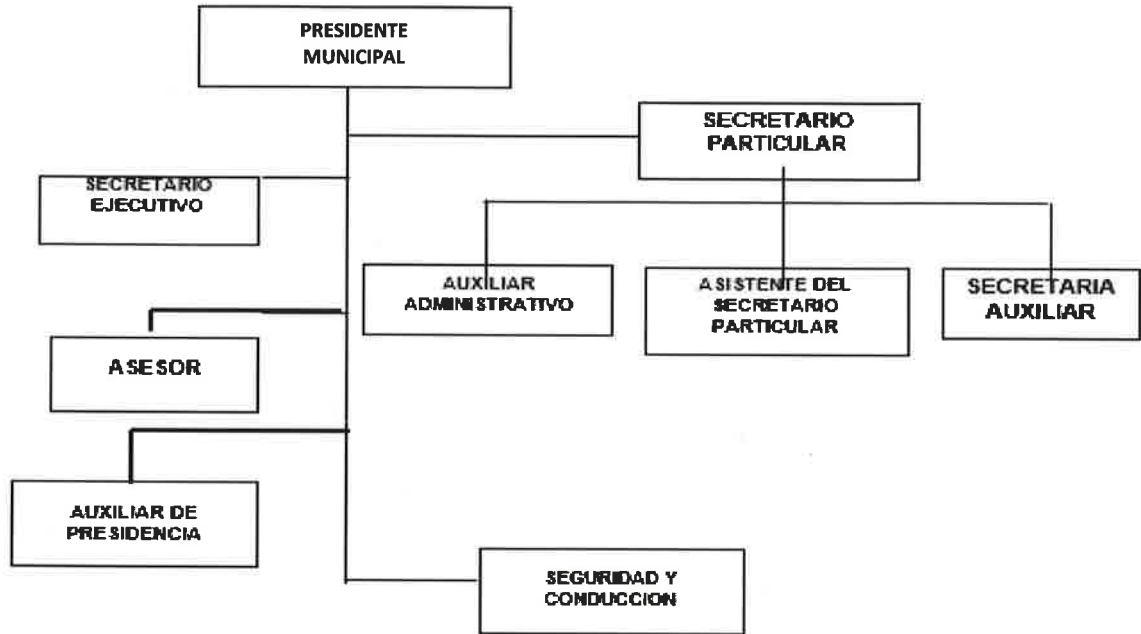 PRESIDENTE
MUNICIPAL
SECRETARIO
PARTICULAR
SECRETARIO
EJECUTIVO
AUXILIAR
ADMINISTRATIVO
ASISTENTE DEL
SECRETARIO
PARTICULAR
SECRETARIA
AUXILIAR
ASESOR
AUXILIAR DE
PRESIDENCIA
SEGURIDAD Y
CONDUCCION